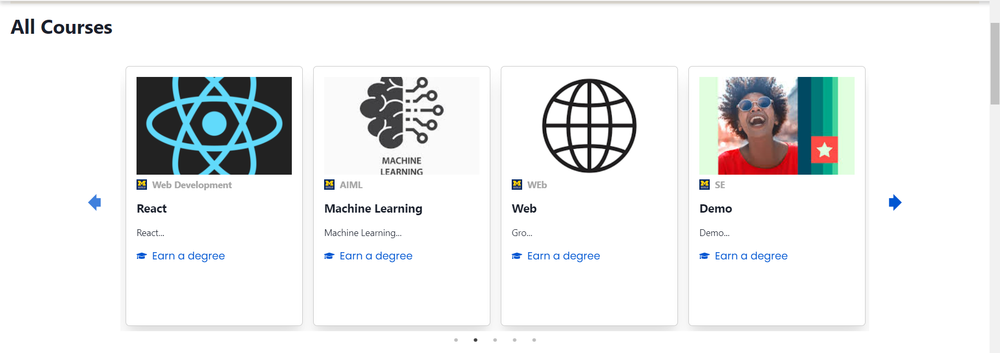 All Courses
MACHINE
LEARNING
M Web Development
M AIML
M WEb
M SE
React
Machine Learning
Web
Demo
React...
Machine Learning...
Gro...
Demo...
Earn a degree
Earn a degree
Earn a degree
Earn a degree